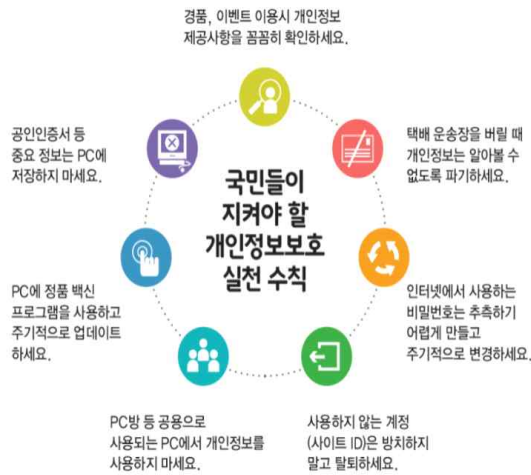 경품, 이벤트 이용시 개인정보
제공사항을 꼼꼼히 확인하세요.
택배 운송장을 버릴 때
개인정보는 알아볼 수
없도록 파기하세요.
인터넷에서 사용하는
비밀번호는 추측하기
어렵게 만들고
주기적으로 변경하세요.
사용하지 않는 계정
(사이트 ID)은 방치하지
말고 탈퇴하세요.
PC방 등 공용으로
사용되는 PC에서 개인정보를
사용하지 마세요.
PC에 정품 백신
프로그램을 사용하고
주기적으로 업데이트
하세요.
공인인증서 등
중요 정보는 PC에
저장하지 마세요.
국민들이
지켜야 할
개인정보보호
실천 수칙